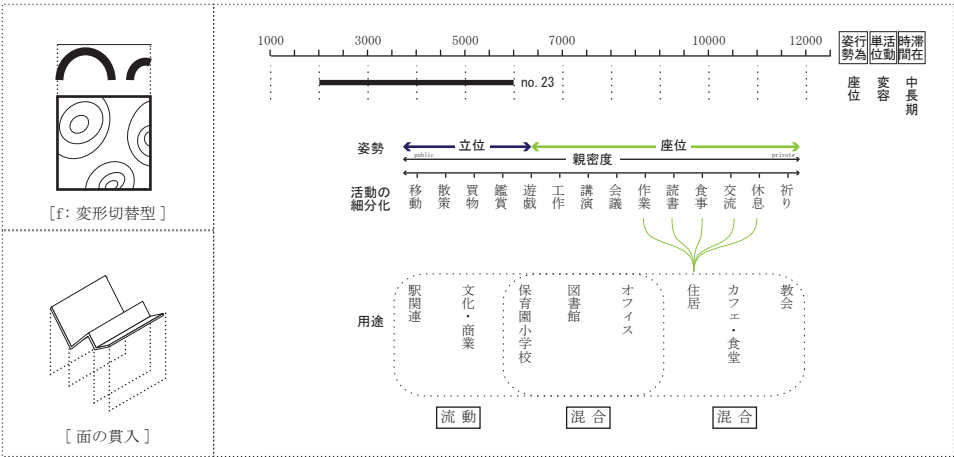 [f: 変形切替型 ]
[ 面の貫入 ]
1000 3000 5000 7000 10000 12000
no. 23
行為
姿勢
活動
単位
滞在
時間
座位
変容
中長期
姿勢
立位
座位
public
親密度
private
活動の
細分化
移動
散策
買物
鑑賞
遊戯
工作
講演
会議
作業
読書
食事
交流
休息
祈り
用途
駅関連
文化・商業
保育園小学校
図書館
オフィス
住居
カフェ・食堂
教会
流動
混合
混合